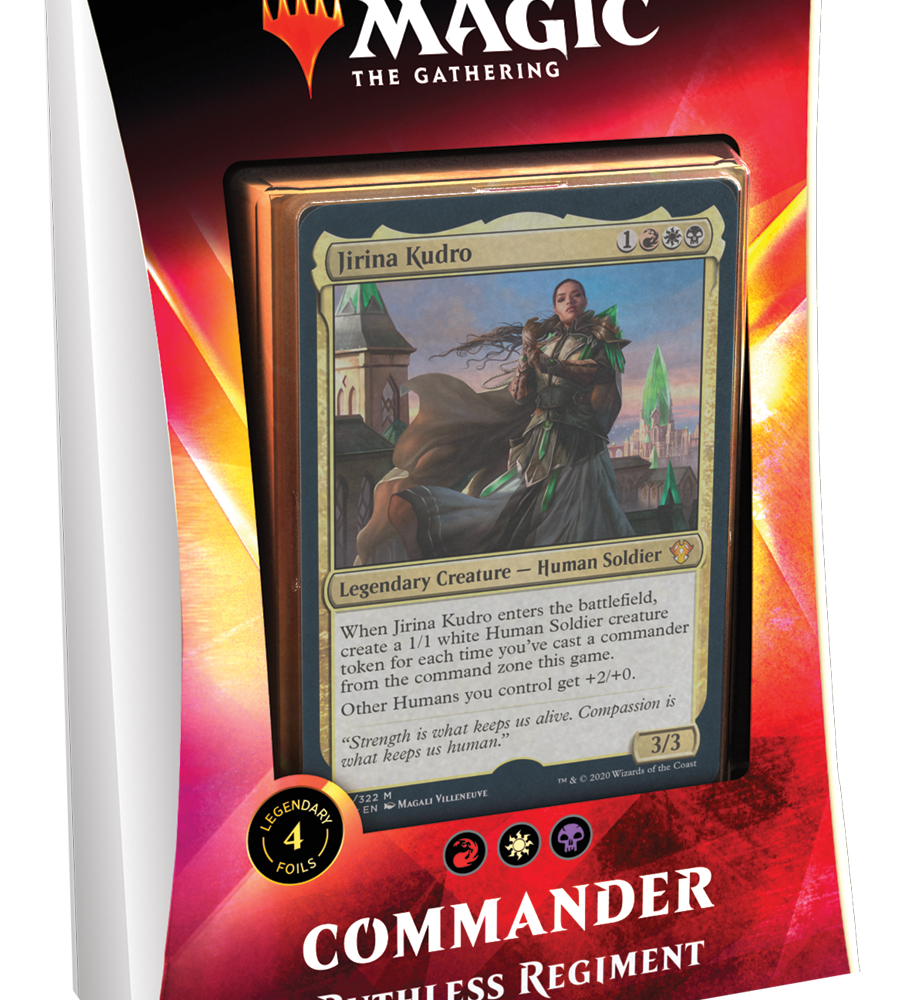 MAGIC
THE GATHERING
Jirina Kudro
1
Legendary Creature — Human Soldier
When Jirina Kudro enters the battlefield,
create a 1/1 white Human Soldier creature
token for each time you've cast a commander
from the command zone this game.
Other Humans you control get +2/+0.
“Strength is what keeps us alive. Compassion is
what keeps us human.”
3/3
/322 M
EN Magali Villeneuve
™ & © 2020 Wizards of the Coast
LEGENDARY
4
FOILS
COMMANDER
RUTHLESS REGIMENT